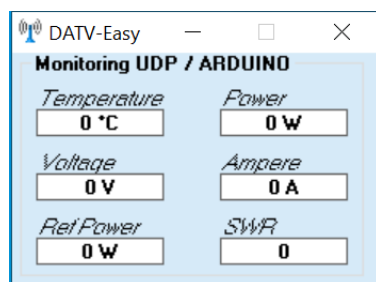 DATV-Easy
Monitoring UDP / ARDUINO
Temperature Power
0 °C 0 W
Voltage Ampere
0 V 0 A
Ref Power SWR
0 W 0